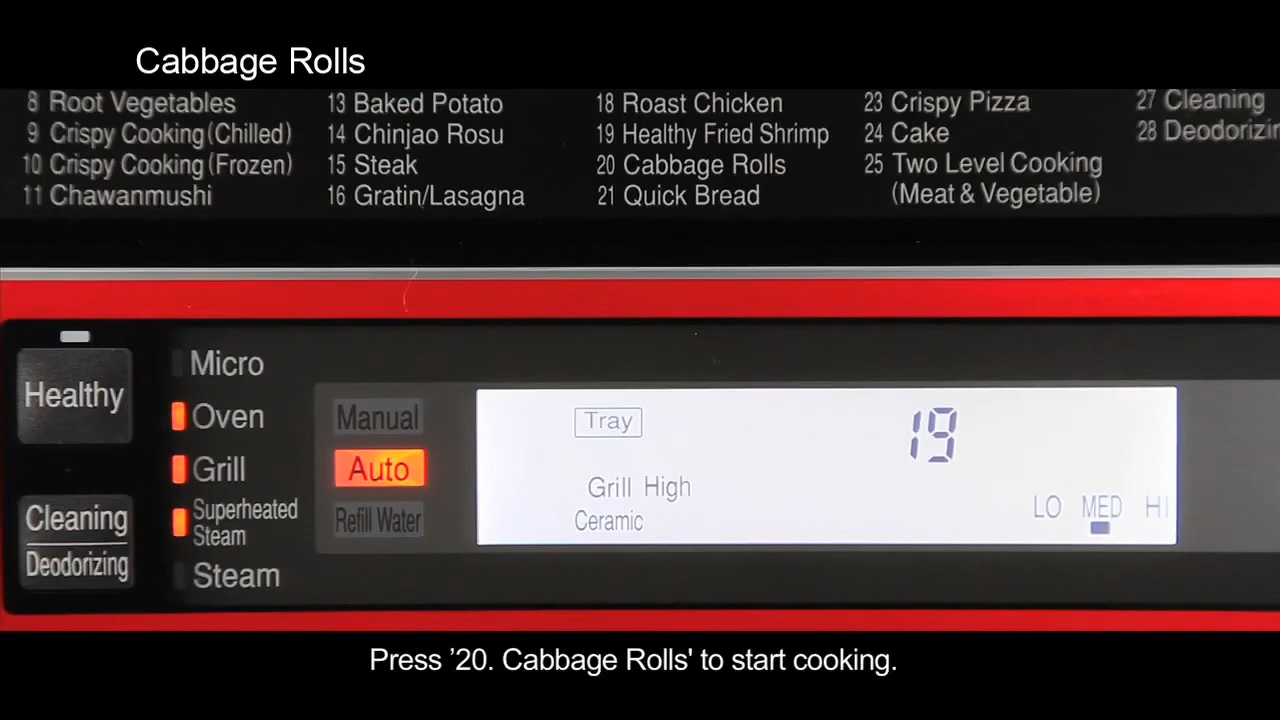 Cabbage Rolls
8 Root Vegetables
9 Crispy Cooking (Chilled)
10 Crispy Cooking (Frozen)
11 Chawanmushi
13 Baked Potato
14 Chinjao Rosu
15 Steak
16 Gratin/Lasagna
18 Roast Chicken
19 Healthy Fried Shrimp
20 Cabbage Rolls
21 Quick Bread
23 Crispy Pizza
24 Cake
25 Two Level Cooking
(Meat & Vegetable)
27 Cleaning
28 Deodorizin
Healthy
Cleaning
Deodorizing
Micro
Oven
Grill
Superheated
Steam
Steam
Manual
Auto
Refill Water
Tray
19
Grill High
Ceramic
LO MED HI
Press ’20. Cabbage Rolls' to start cooking.